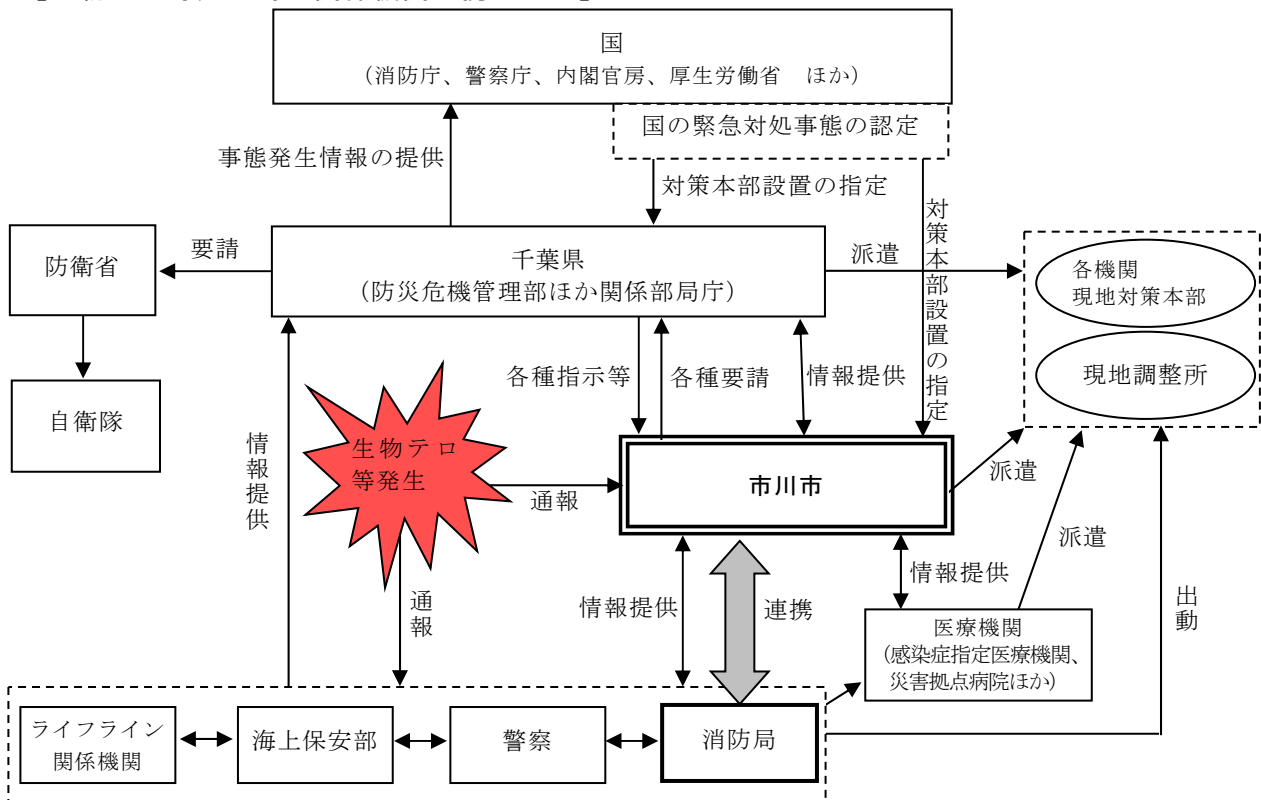 国
（消防庁、警察庁、内閣官房、厚生労働省　ほか）
国の緊急対処事態の認定
事態発生情報の提供
対策本部設置の指定
対策本部設置の指定
防衛省
要請
千葉県
（防災危機管理部ほか関係部局庁）
派遣
各機関
現地対策本部
現地調整所
自衛隊
各種指示等
各種要請
情報提供
情報提供
生物テロ
等発生
通報
市川市
派遣
通報
情報提供
連携
情報提供
派遣
出動
医療機関
（感染症指定医療機関、
災害拠点病院ほか）
ライフライン
関係機関
海上保安部
警察
消防局